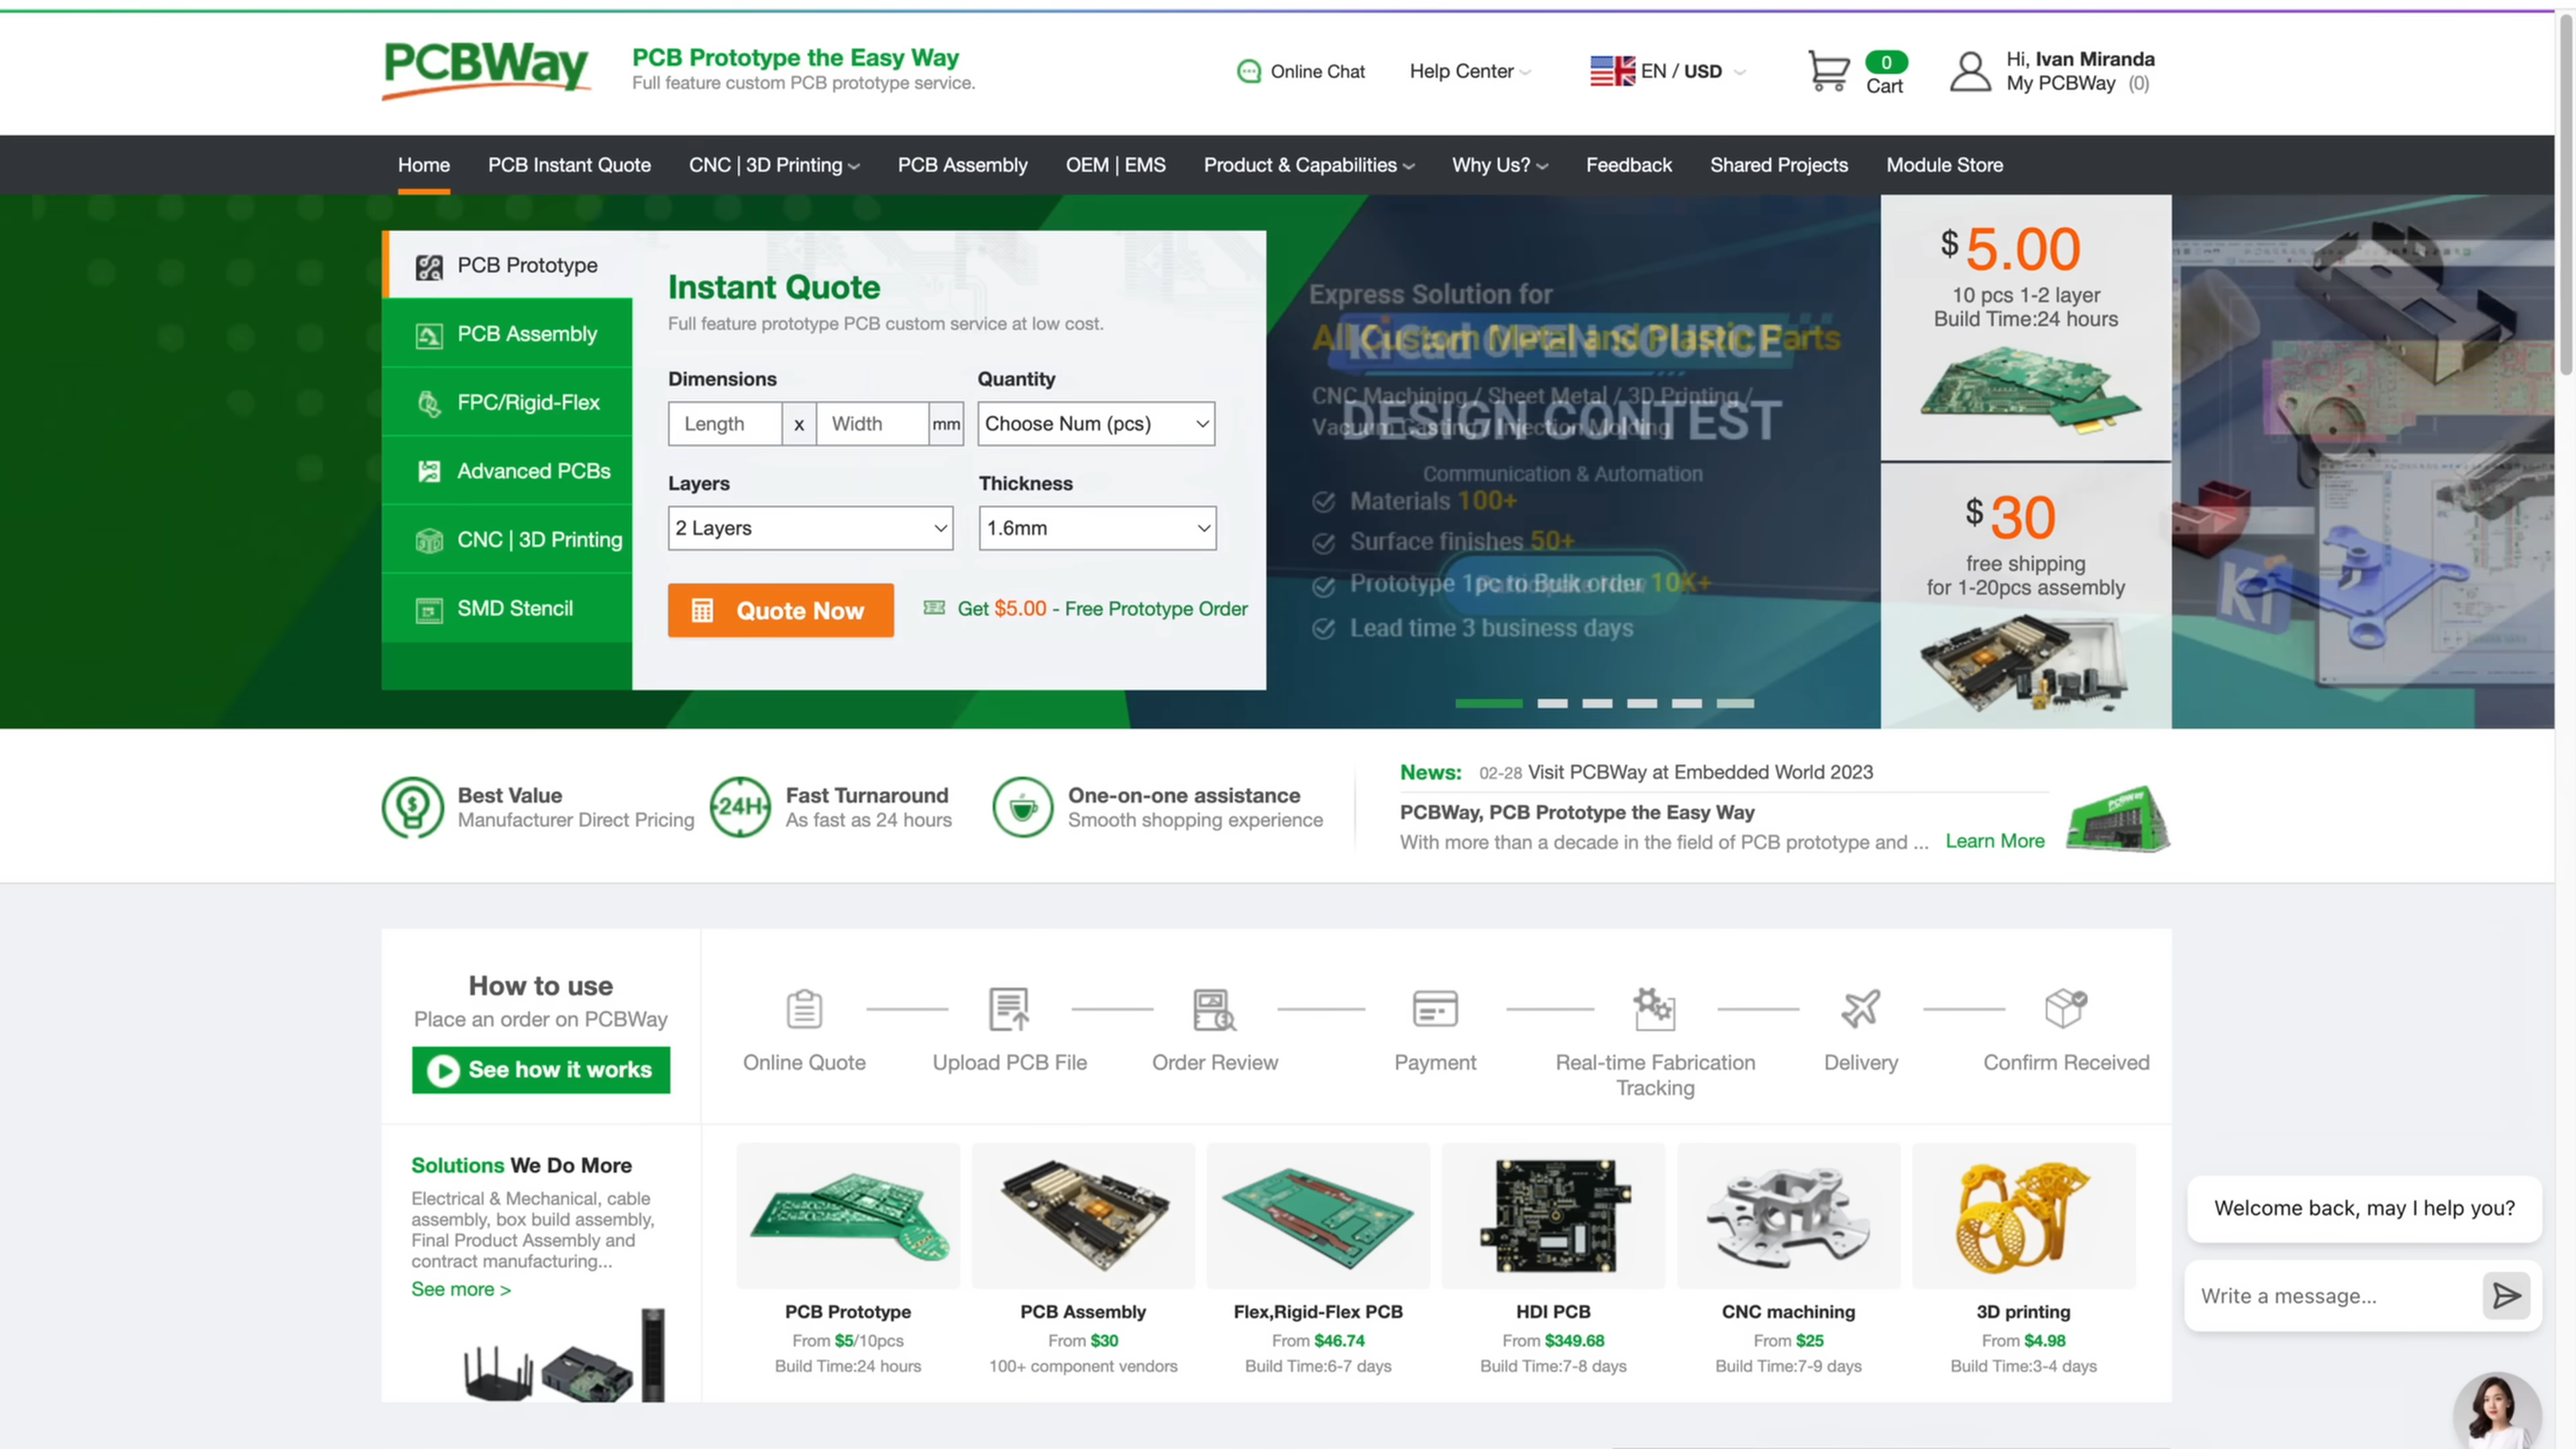 PCBWay
PCB Prototype the Easy Way
Full feature custom PCB prototype service.
Online Chat
Help Center
EN / USD
0
Cart
Hi, Ivan Miranda
My PCBWay (0)
Home
PCB Instant Quote
CNC | 3D Printing
PCB Assembly
OEM | EMS
Product & Capabilities
Why Us?
Feedback
Shared Projects
Module Store
PCB Prototype
PCB Assembly
FPC/Rigid-Flex
Advanced PCBs
CNC | 3D Printing
SMD Stencil
Instant Quote
Full feature prototype PCB custom service at low cost.
Dimensions
Quantity
Length x Width mm
Choose Num (pcs)
Layers
Thickness
2 Layers
1.6mm
Quote Now
Get $5.00 - Free Prototype Order
Express Solution for
All Custom Metal and Plastic Parts
KiCad OPEN SOURCE
CNC Machining / Sheet Metal / 3D Printing /
DESIGN CONTEST
Vacuum Casting / Injection Molding
Communication & Automation
Materials 100+
Surface finishes 50+
Prototype 1pc to Bulk order 10K+
Lead time 3 business days
$5.00
10 pcs 1-2 layer
Build Time:24 hours
$30
free shipping
for 1-20pcs assembly
Ki
Best Value
Manufacturer Direct Pricing
24H
Fast Turnaround
As fast as 24 hours
One-on-one assistance
Smooth shopping experience
News: 02-28 Visit PCBWay at Embedded World 2023
PCBWay, PCB Prototype the Easy Way
With more than a decade in the field of PCB prototype and ... Learn More
How to use
Place an order on PCBWay
See how it works
Online Quote
Upload PCB File
Order Review
Payment
Real-time Fabrication
Tracking
Delivery
Confirm Received
Solutions We Do More
Electrical & Mechanical, cable
assembly, box build assembly,
Final Product Assembly and
contract manufacturing...
See more >
PCB Prototype
From $5/10pcs
Build Time:24 hours
PCB Assembly
From $30
100+ component vendors
Flex,Rigid-Flex PCB
From $46.74
Build Time:6-7 days
HDI PCB
From $349.68
Build Time:7-8 days
CNC machining
From $25
Build Time:7-9 days
3D printing
From $4.98
Build Time:3-4 days
Welcome back, may I help you?
Write a message...